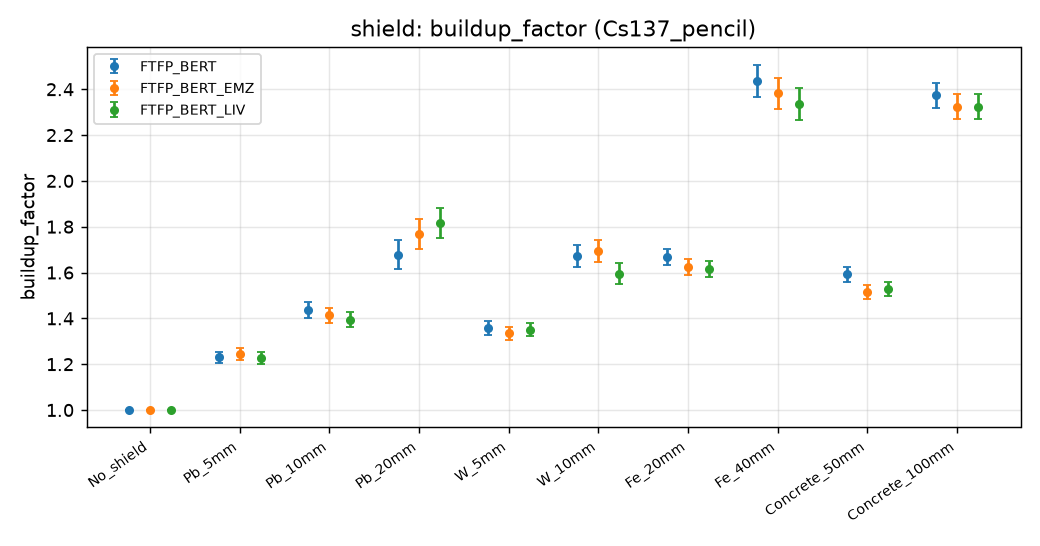 shield: buildup_factor (Cs137_pencil)
FTFP_BERT
FTFP_BERT_EMZ
FTFP_BERT_LIV
buildup_factor
2.4
2.2
2.0
1.8
1.6
1.4
1.2
1.0
No_shield
Pb_5mm
Pb_10mm
Pb_20mm
W_5mm
W_10mm
Fe_20mm
Fe_40mm
Concrete_50mm
Concrete_100mm